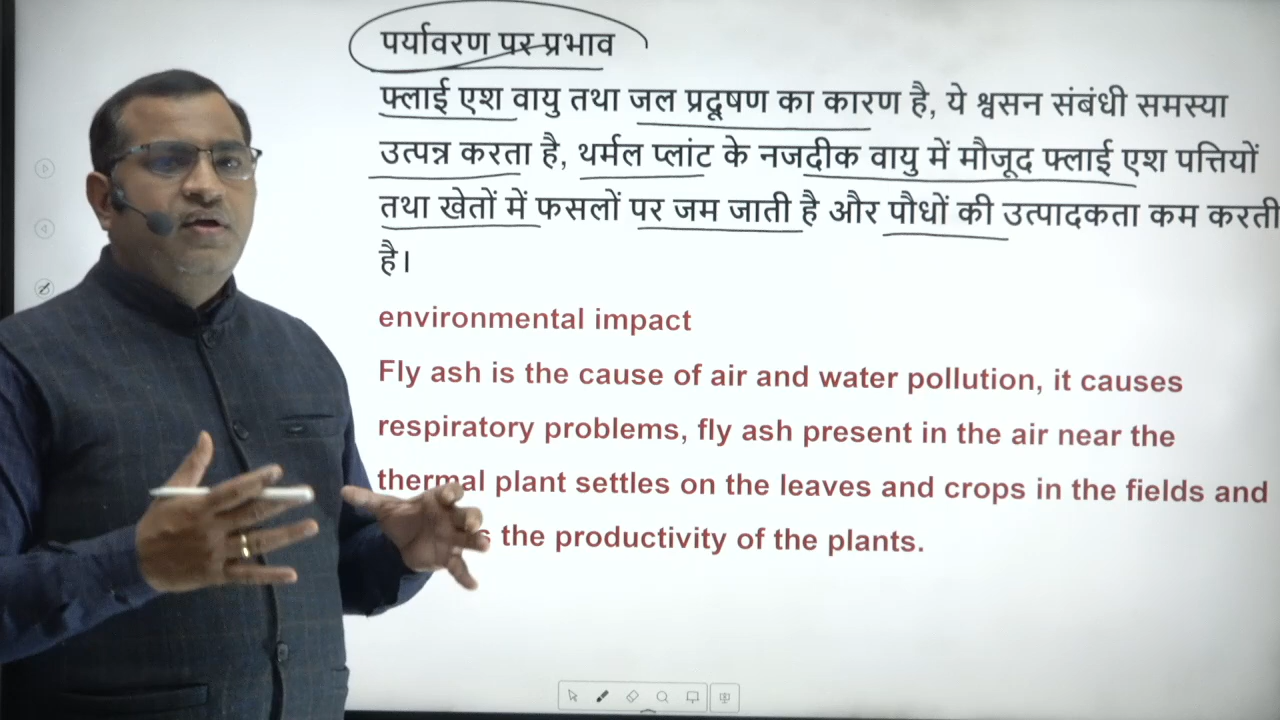 पर्यावरण पर प्रभाव
फ्लाई एश वायु तथा जल प्रदूषण का कारण है, ये श्वसन संबंधी समस्या
उत्पन्न करता है, थर्मल प्लांट के नजदीक वायु में मौजूद फ्लाई एश पत्तियों
तथा खेतों में फसलों पर जम जाती है और पौधों की उत्पादकता कम करती
है।
environmental impact
Fly ash is the cause of air and water pollution, it causes
respiratory problems, fly ash present in the air near the
thermal plant settles on the leaves and crops in the fields and
the productivity of the plants.